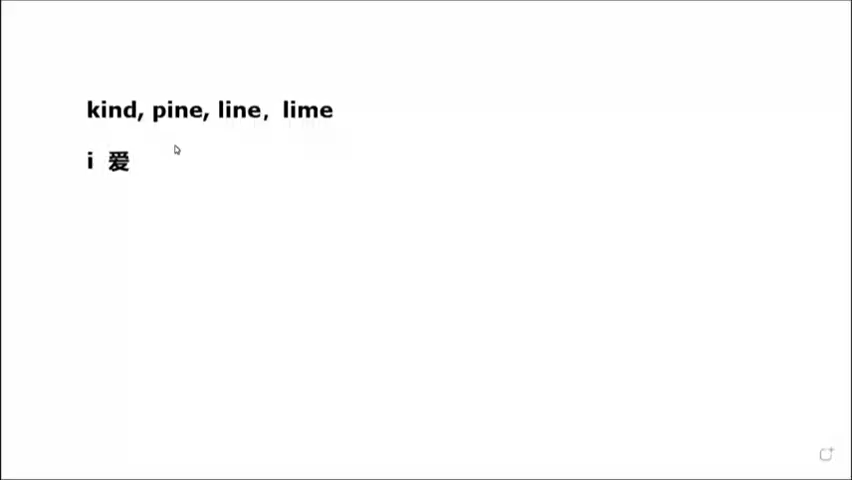 kind, pine, line，lime
i 爱